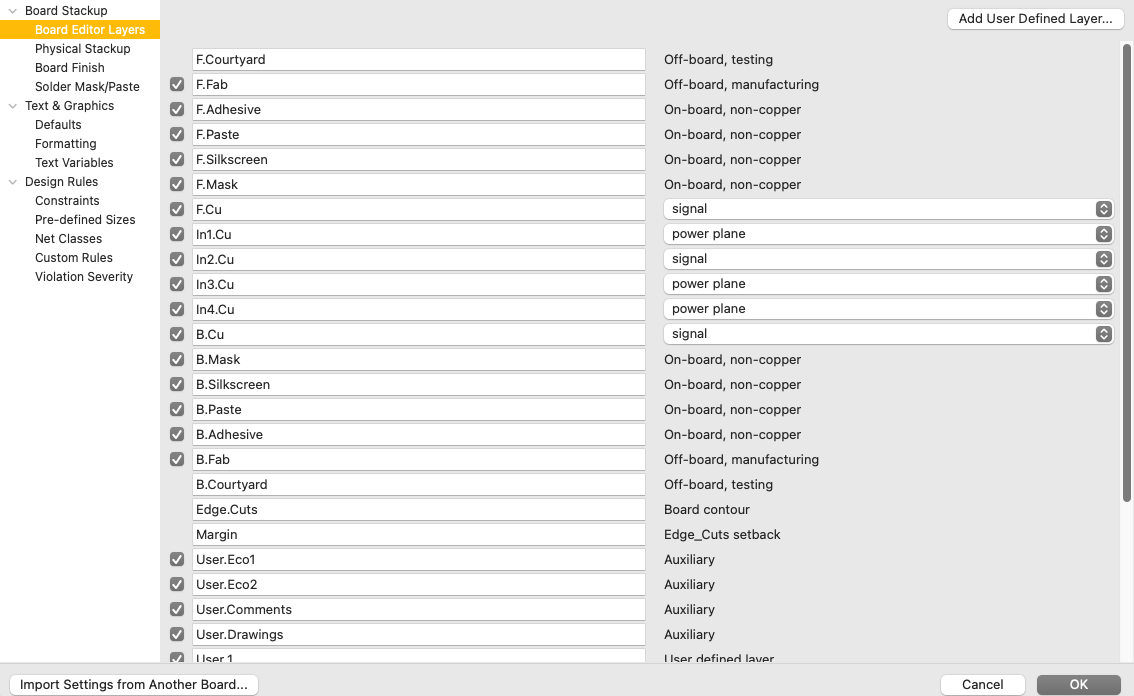 Board Stackup
Board Editor Layers
Physical Stackup
Board Finish
Solder Mask/Paste
Text & Graphics
Defaults
Formatting
Text Variables
Design Rules
Constraints
Pre-defined Sizes
Net Classes
Custom Rules
Violation Severity
Add User Defined Layer...
F.Courtyard Off-board, testing
F.Fab Off-board, manufacturing
F.Adhesive On-board, non-copper
F.Paste On-board, non-copper
F.Silkscreen On-board, non-copper
F.Mask On-board, non-copper
F.Cu signal
In1.Cu power plane
In2.Cu signal
In3.Cu power plane
In4.Cu power plane
B.Cu signal
B.Mask On-board, non-copper
B.Silkscreen On-board, non-copper
B.Paste On-board, non-copper
B.Adhesive On-board, non-copper
B.Fab Off-board, manufacturing
B.Courtyard Off-board, testing
Edge.Cuts Board contour
Margin Edge_Cuts setback
User.Eco1 Auxiliary
User.Eco2 Auxiliary
User.Comments Auxiliary
User.Drawings Auxiliary
User.1 User defined layer
Import Settings from Another Board...
Cancel
OK